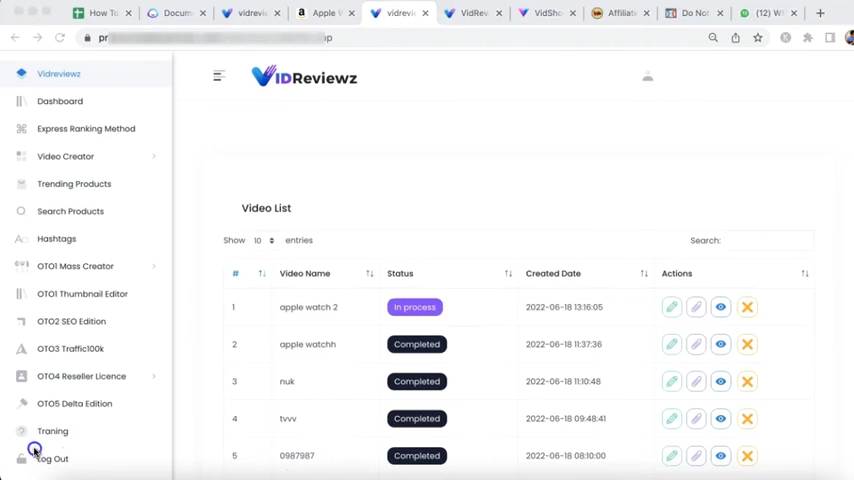 How To
Docum
vidrevie
Apple W
vidrevie
VidRev
VidSho
Affiliate
Do Not
(12) W
pr
Vidreviewz
Dashboard
Express Ranking Method
Video Creator
Trending Products
Search Products
Hashtags
OTO1 Mass Creator
OTO1 Thumbnail Editor
OTO2 SEO Edition
OTO3 Traffic100k
OTO4 Reseller Licence
OTO5 Delta Edition
Traning
Log Out
VIDReviewz
Video List
Show 10 entries
Search:
# Video Name Status Created Date Actions
1 apple watch 2 In process 2022-06-18 13:16:05
2 apple watchh Completed 2022-06-18 11:37:36
3 nuk Completed 2022-06-18 11:10:48
4 tvvv Completed 2022-06-18 09:48:41
5 0987987 Completed 2022-06-18 08:10:00